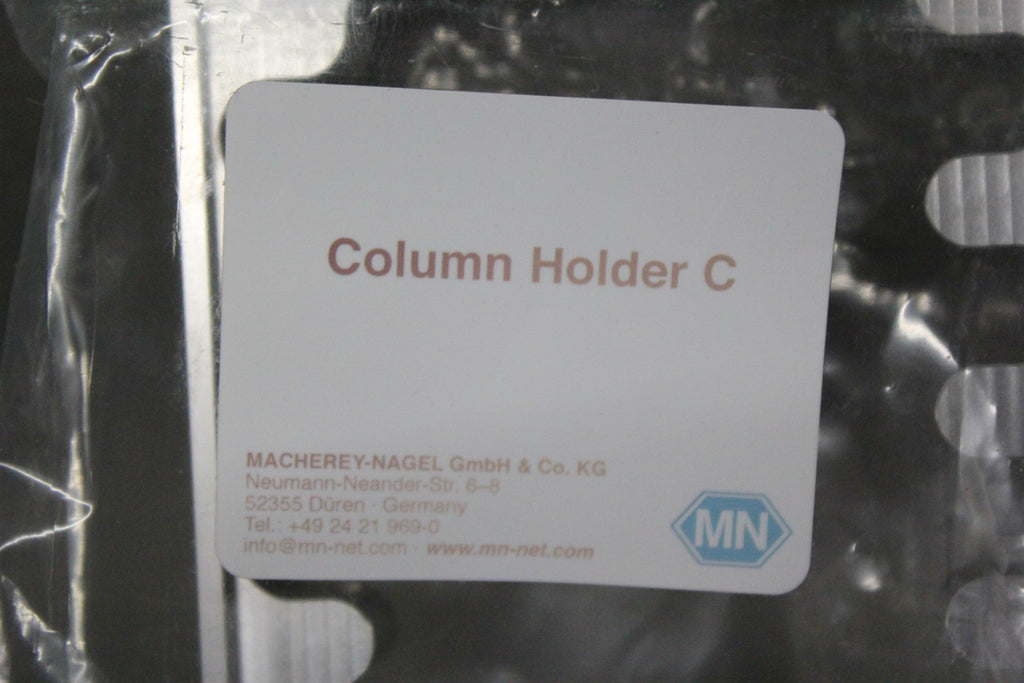 Column Holder C
MACHEREY-NAGEL GmbH & Co. KG
Neumann-Neander-Str. 6–8
52355 Düren · Germany
Tel.: +49 24 21 969-0
info@mn-net.com · www.mn-net.com
MN